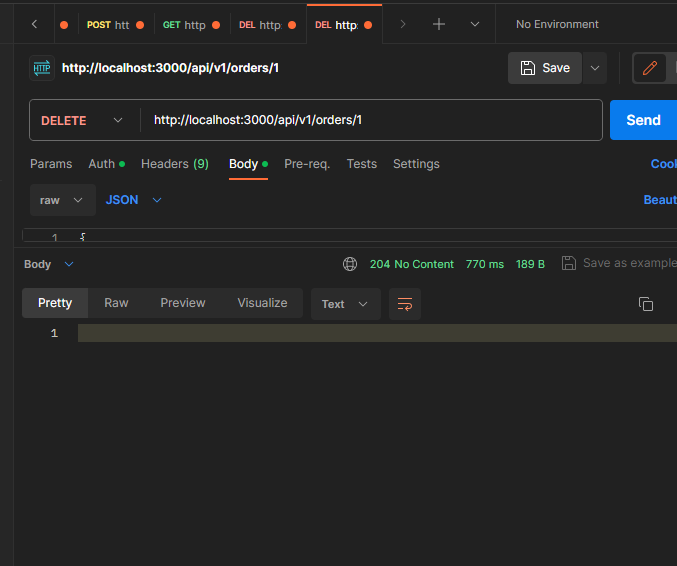 POST htt GET http DEL http DEL http: No Environment
HTTP http://localhost:3000/api/v1/orders/1 Save
DELETE http://localhost:3000/api/v1/orders/1 Send
Params Auth Headers (9) Body Pre-req. Tests Settings Cool
raw JSON Beaut
1 {
Body 204 No Content 770 ms 189 B Save as example
Pretty Raw Preview Visualize Text
1